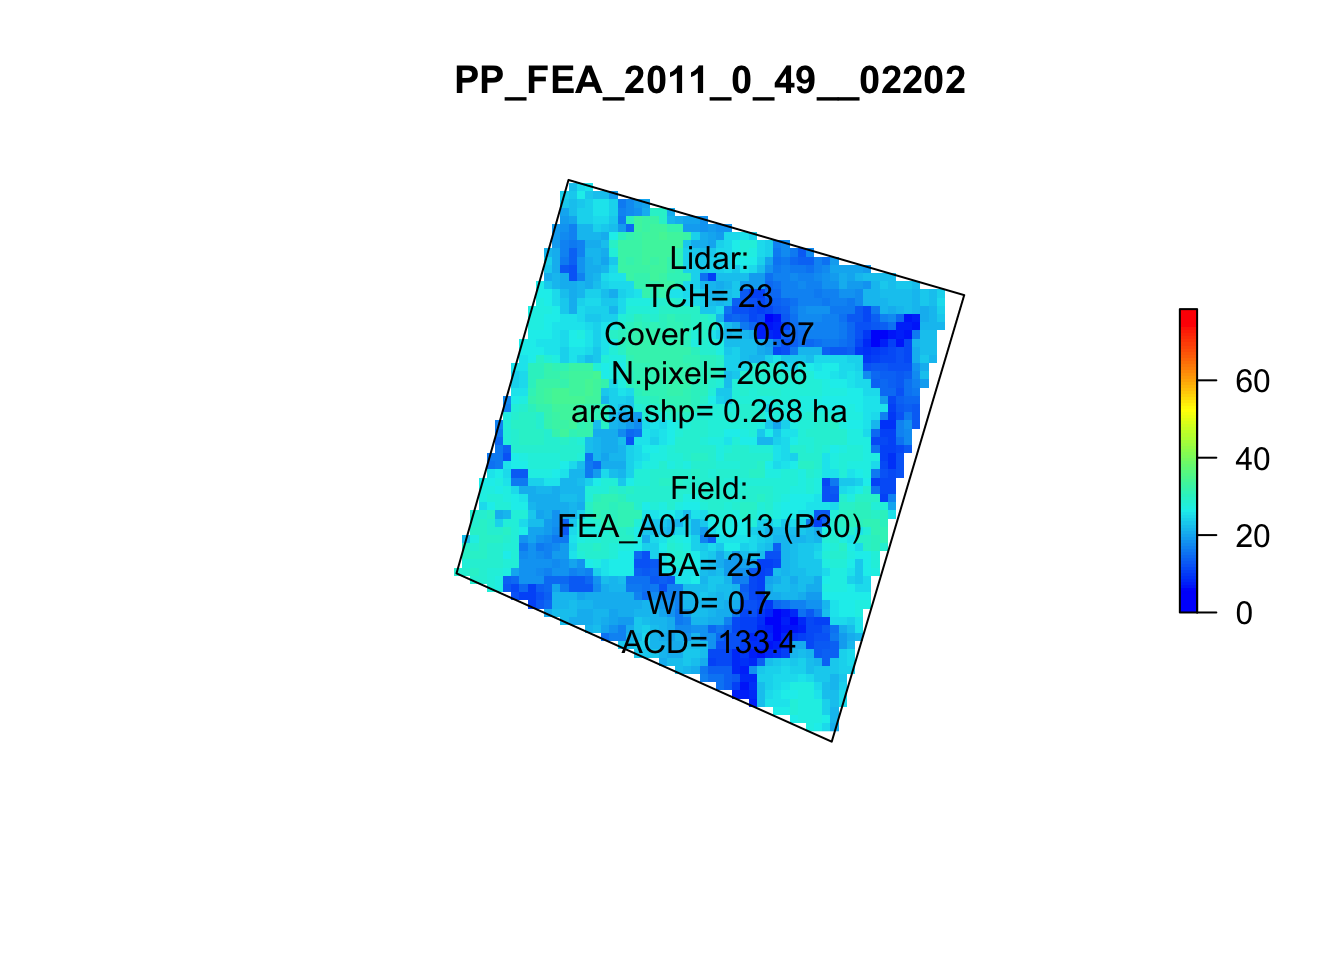 PP_FEA_2011_0_49__02202
Lidar:
TCH= 23
Cover10= 0.97
N.pixel= 2666
area.shp= 0.268 ha
Field:
FEA_A01 2013 (P30)
BA= 25
WD= 0.7
ACD= 133.4
60
40
20
0